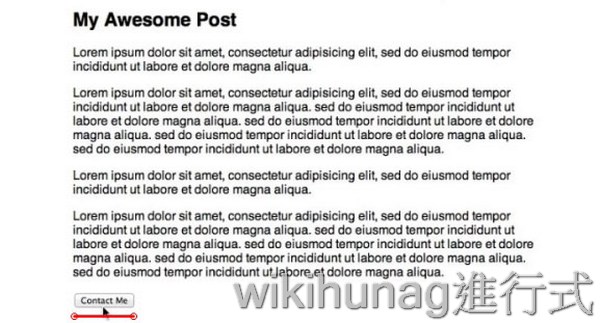 My Awesome Post
Lorem ipsum dolor sit amet, consectetur adipisicing elit, sed do eiusmod tempor
incididunt ut labore et dolore magna aliqua.
Lorem ipsum dolor sit amet, consectetur adipisicing elit, sed do eiusmod tempor
incididunt ut labore et dolore magna aliqua. sed do eiusmod tempor incididunt ut
labore et dolore magna aliqua. sed do eiusmod tempor incididunt ut labore et dolore
magna aliqua. sed do eiusmod tempor incididunt ut labore et dolore magna aliqua.
sed do eiusmod tempor incididunt ut labore et dolore magna aliqua.
Lorem ipsum dolor sit amet, consectetur adipisicing elit, sed do eiusmod tempor
incididunt ut labore et dolore magna aliqua.
Lorem ipsum dolor sit amet, consectetur adipisicing elit, sed do eiusmod tempor
incididunt ut labore et dolore magna aliqua. sed do eiusmod tempor incididunt ut
labore et dolore magna aliqua. sed do eiusmod tempor incididunt ut labore et dolore
magna aliqua. sed do eiusmod tempor incididunt ut labore et dolore magna aliqua.
sed do eiusmod tempor incididunt ut labore et dolore magna aliqua.
Contact Me
wikihunag進行式